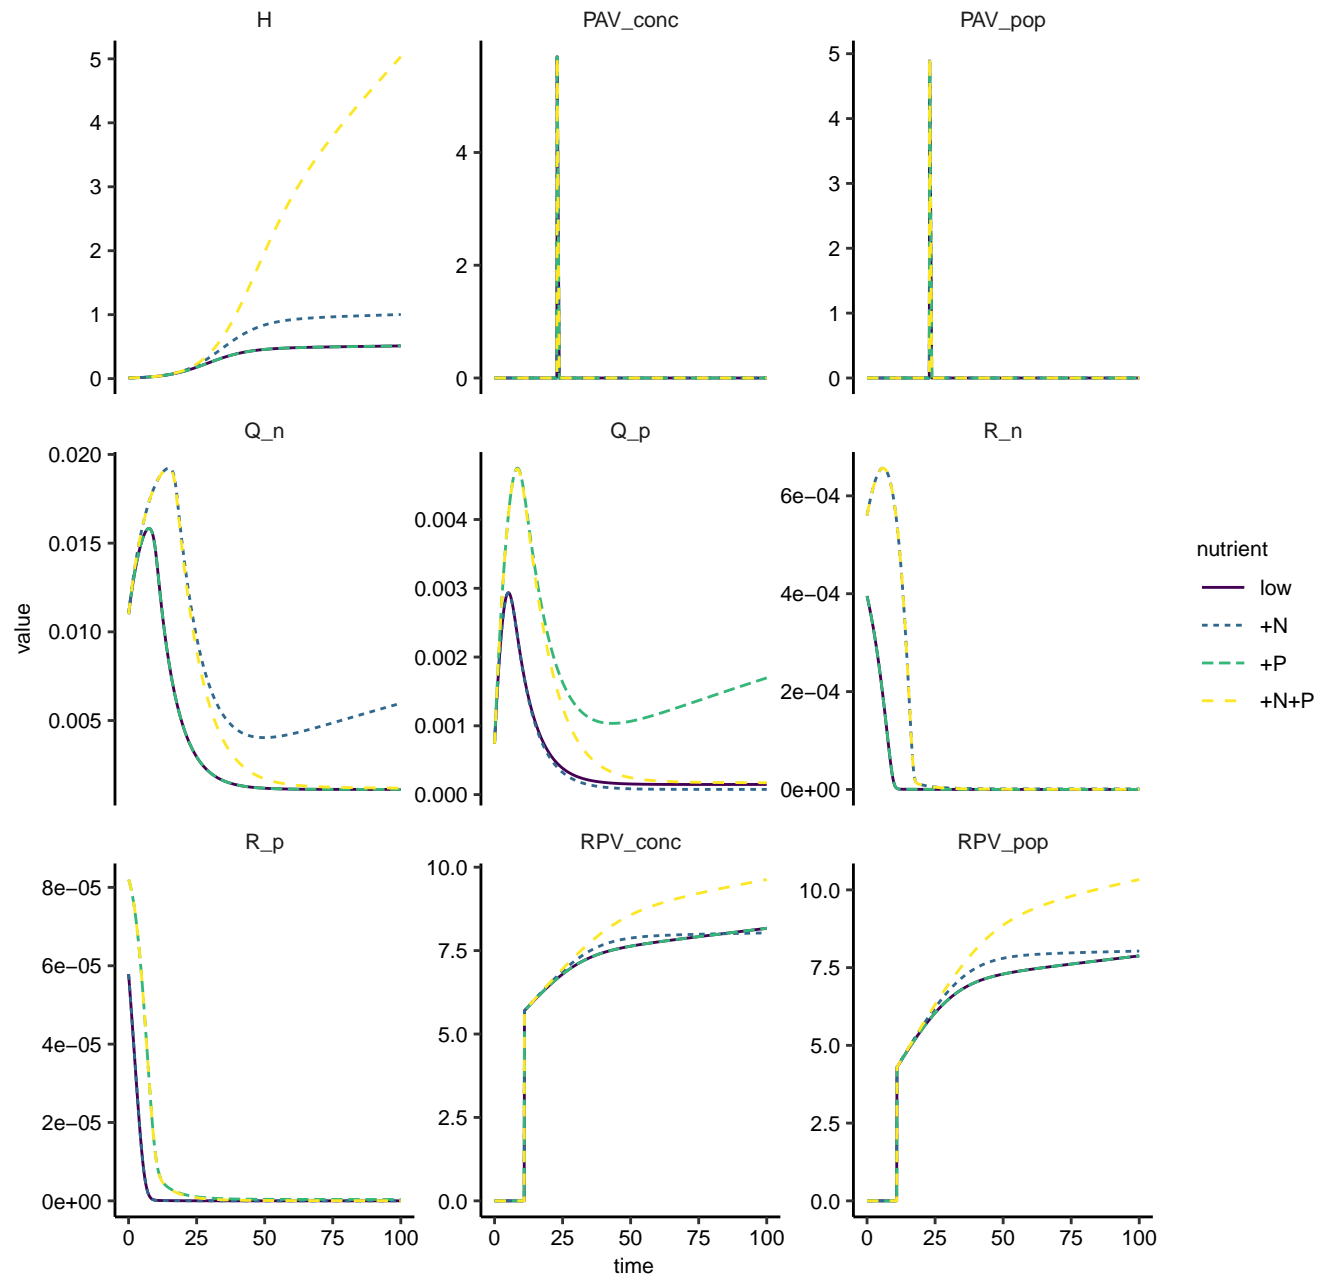 H PAV_conc PAV_pop
5
4
3
2
1
0
4
2
0
5
4
3
2
1
0
Q_n Q_p R_n
0.020
0.015
0.010
0.005
0.004
0.003
0.002
0.001
0.000
6e−04
4e−04
2e−04
0e+00
R_p RPV_conc RPV_pop
8e−05
6e−05
4e−05
2e−05
0e+00
10.0
7.5
5.0
2.5
0.0
10.0
7.5
5.0
2.5
0.0
0 25 50 75 100 0 25 50 75 100 0 25 50 75 100
time
value
nutrient
low
+N
+P
+N+P